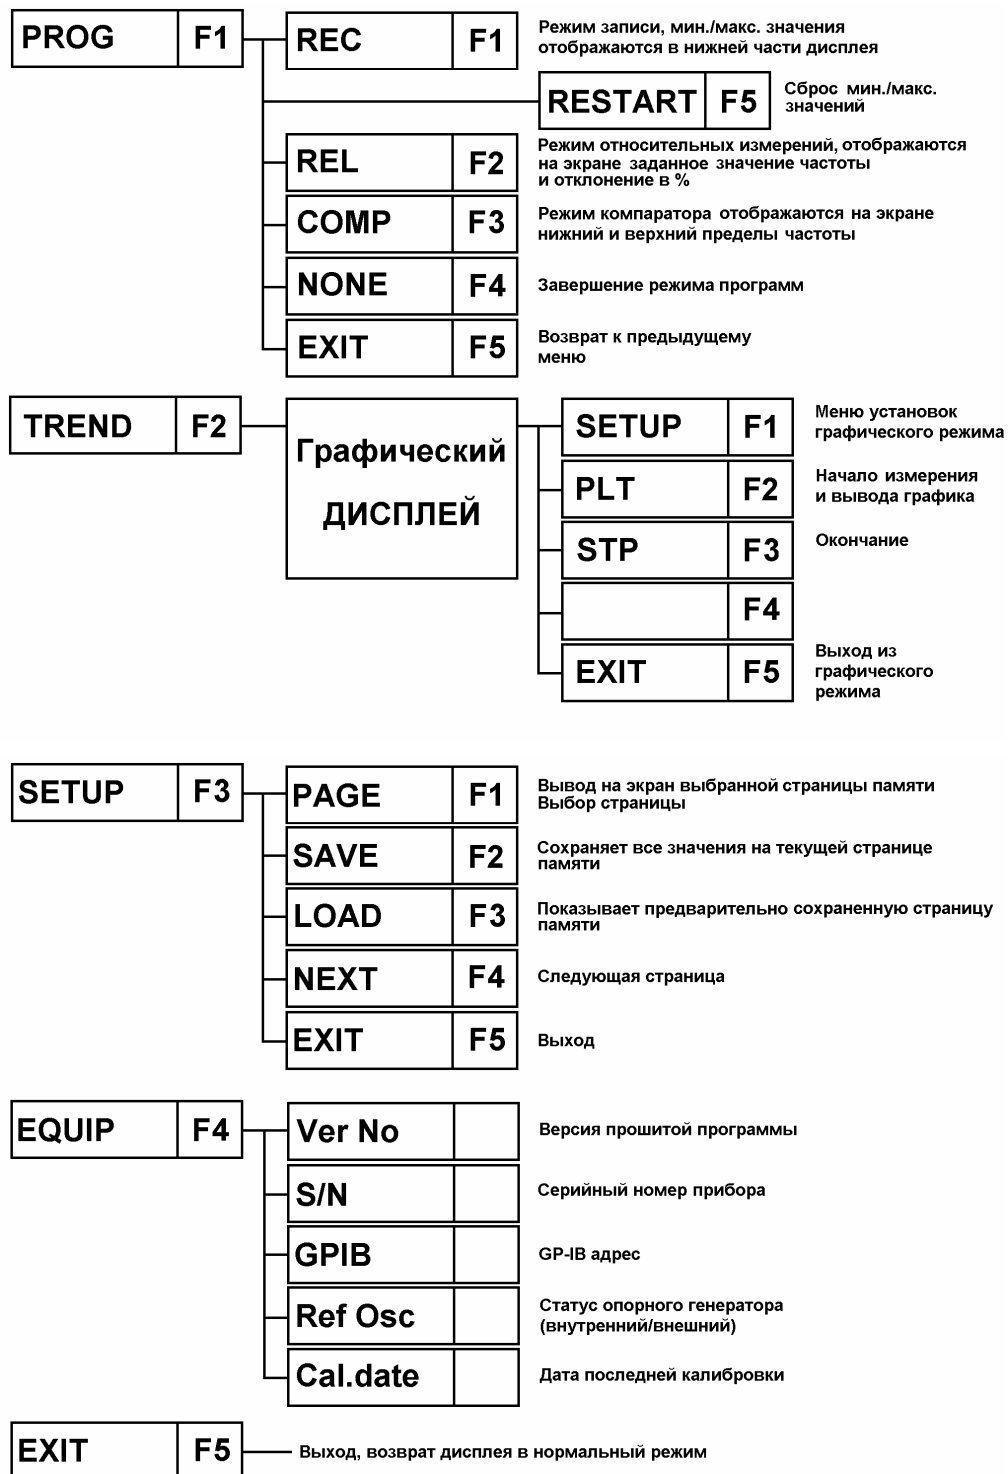 PROG F1 REC F1 Режим записи, мин./макс. значения
отображаются в нижней части дисплея
RESTART F5 Сброс мин./макс.
значений
REL F2 Режим относительных измерений, отображаются
на экране заданное значение частоты
и отклонение в %
COMP F3 Режим компаратора отображаются на экране
нижний и верхний пределы частоты
NONE F4 Завершение режима программ
EXIT F5 Возврат к предыдущему
меню
TREND F2 Графический
ДИСПЛЕЙ
SETUP F1 Меню установок
графического режима
PLT F2 Начало измерения
и вывода графика
STP F3 Окончание
F4
EXIT F5 Выход из
графического
режима
SETUP F3 PAGE F1 Вывод на экран выбранной страницы памяти
Выбор страницы
SAVE F2 Сохраняет все значения на текущей странице
памяти
LOAD F3 Показывает предварительно сохраненную страницу
памяти
NEXT F4 Следующая страница
EXIT F5 Выход
EQUIP F4 Ver No Версия прошитой программы
S/N Серийный номер прибора
GPIB GP-IB адрес
Ref Osc Статус опорного генератора
(внутренний/внешний)
Cal.date Дата последней калибровки
EXIT F5 Выход, возврат дисплея в нормальный режим